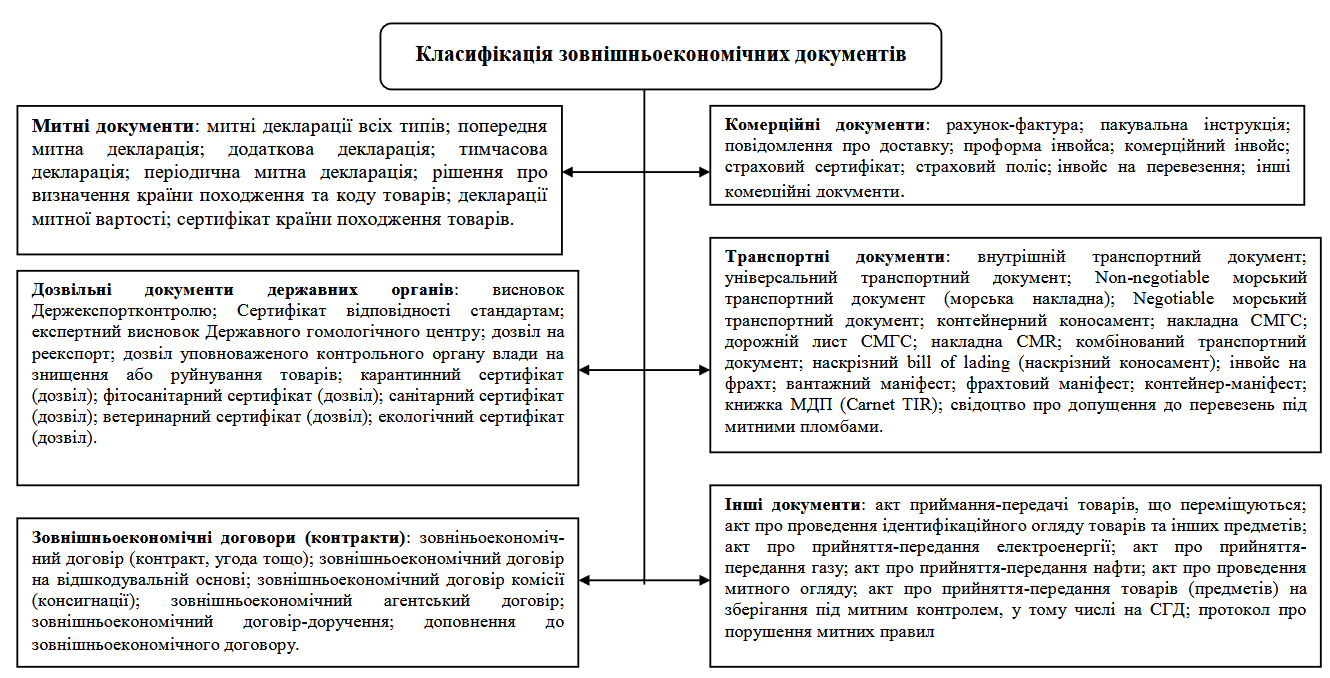 Класифікація зовнішньоекономічних документів
Митні документи: митні декларації всіх типів; попередня
митна декларація; додаткова декларація; тимчасова
декларація; періодична митна декларація; рішення про
визначення країни походження та коду товарів; декларації
митної вартості; сертифікат країни походження товарів.
Комерційні документи: рахунок-фактура; пакувальна інструкція;
повідомлення про доставку; проформа інвойса; комерційний інвойс;
страховий сертифікат; страховий поліс; інвойс на перевезення; інші
комерційні документи.
Дозвільні документи державних органів: висновок
Держекспортконтролю; Сертифікат відповідності стандартам;
експертний висновок Державного гомологічного центру; дозвіл на
реекспорт; дозвіл уповноваженого контрольного органу влади на
знищення або руйнування товарів; карантинний сертифікат
(дозвіл); фітосанітарний сертифікат (дозвіл); санітарний сертифікат
(дозвіл); ветеринарний сертифікат (дозвіл); екологічний сертифікат
(дозвіл).
Транспортні документи: внутрішній транспортний документ;
універсальний транспортний документ; Non-negotiable морський
транспортний документ (морська накладна); Negotiable морський
транспортний документ; контейнерний коносамент; накладна СМГС;
дорожній лист СМГС; накладна CMR; комбінований транспортний
документ; наскрізний bill of lading (наскрізний коносамент); інвойс на
фрахт; вантажний маніфест; фрахтовий маніфест; контейнер-маніфест;
книжка МДП (Carnet TIR); свідоцтво про допущення до перевезень під
митними пломбами.
Зовнішньоекономічні договори (контракти): зовніньоекономіч-
ний договір (контракт, угода тощо); зовнішньоекономічний договір
на відшкодувальній основі; зовнішньоекономічний договір комісії
(консигнації); зовнішньоекономічний агентський договір;
зовнішньоекономічний договір-доручення; доповнення до
зовнішньоекономічного договору.
Інші документи: акт приймання-передачі товарів, що переміщуються;
акт про проведення ідентифікаційного огляду товарів та інших предметів;
акт про прийняття-передання електроенергії; акт про прийняття-
передання газу; акт про прийняття-передання нафти; акт про проведення
митного огляду; акт про прийняття-передання товарів (предметів) на
зберігання під митним контролем, у тому числі на СГД; протокол про
порушення митних правил